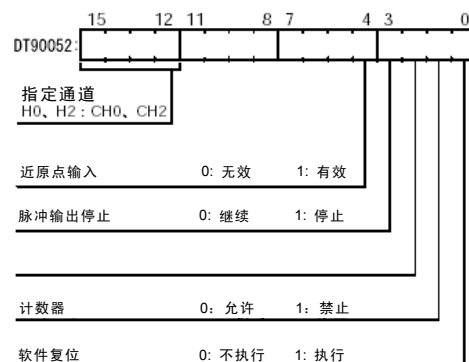 15 12 11 8 7 4 3 0
DT90052:
指定通道
H0、H2：CH0、CH2
近原点输入 0: 无效 1: 有效
脉冲输出停止 0: 继续 1: 停止
计数器 0: 允许 1: 禁止
软件复位 0: 不执行 1: 执行